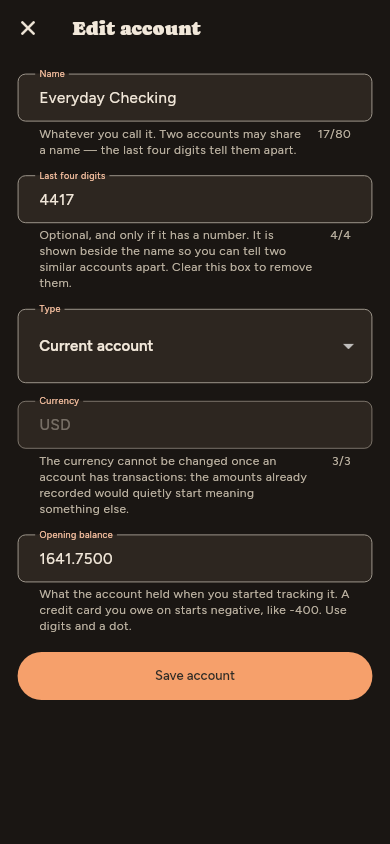 Edit account
Name
Everyday Checking
Whatever you call it. Two accounts may share 17/80
a name — the last four digits tell them apart.
Last four digits
4417
Optional, and only if it has a number. It is 4/4
shown beside the name so you can tell two
similar accounts apart. Clear this box to remove
them.
Type
Current account
Currency
USD
The currency cannot be changed once an 3/3
account has transactions: the amounts already
recorded would quietly start meaning
something else.
Opening balance
1641.7500
What the account held when you started tracking it. A
credit card you owe on starts negative, like -400. Use
digits and a dot.
Save account